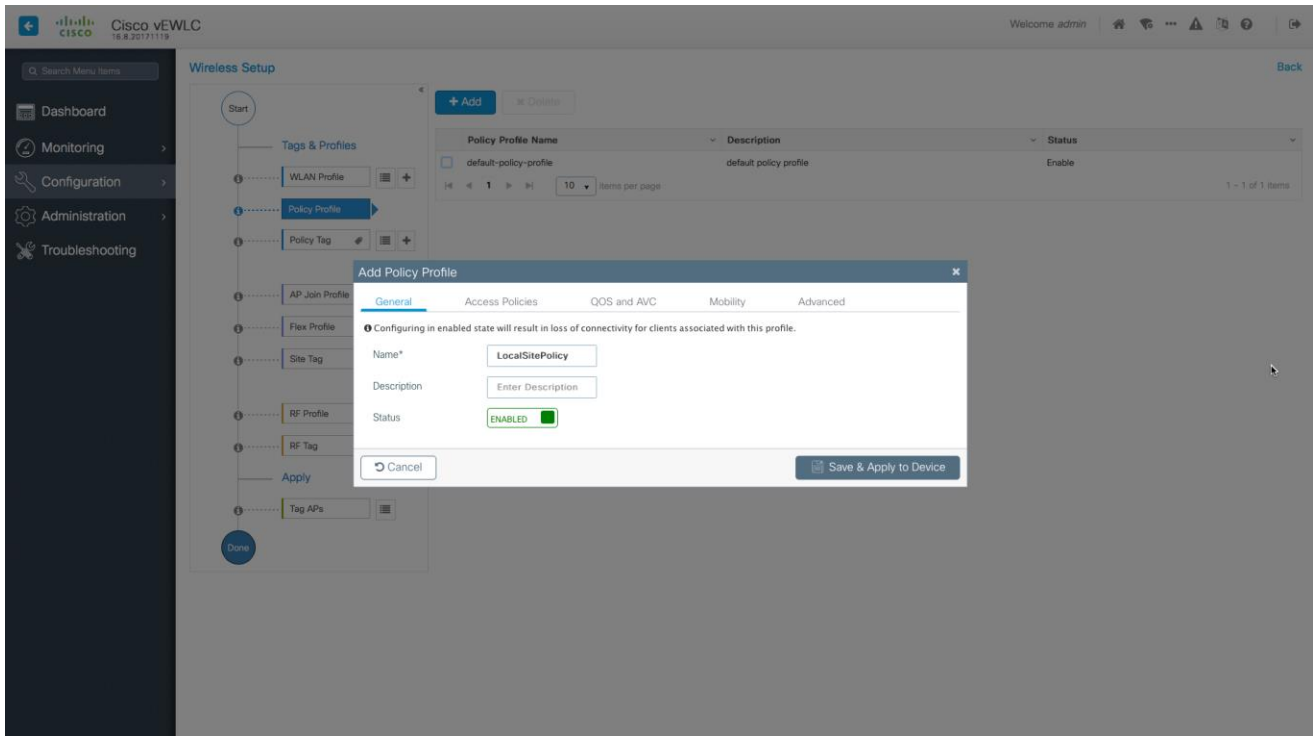 CISCO
Cisco vEWLC
16.8.20171119
Welcome admin
Search Menu Items
Dashboard
Monitoring
Configuration
Administration
Troubleshooting
Wireless Setup
Back
Start
Tags & Profiles
WLAN Profile
Policy Profile
Policy Tag
AP Join Profile
Flex Profile
Site Tag
RF Profile
RF Tag
Apply
Tag APs
Done
+ Add
× Delete
Policy Profile Name Description Status
default-policy-profile default policy profile Enable
1 10 items per page 1 - 1 of 1 items
Add Policy Profile
General Access Policies QOS and AVC Mobility Advanced
Configuring in enabled state will result in loss of connectivity for clients associated with this profile.
Name* LocalSitePolicy
Description Enter Description
Status ENABLED
Cancel Save & Apply to Device